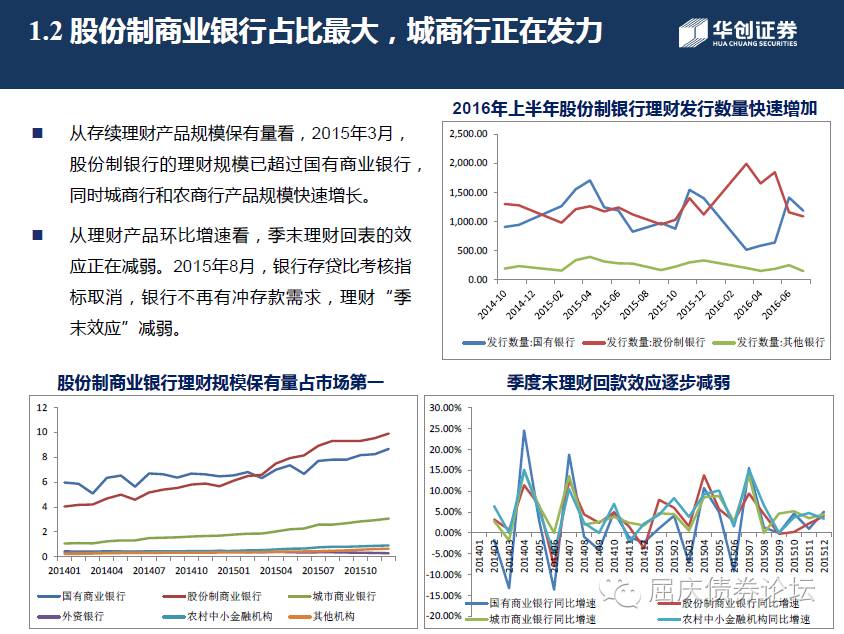 1.2 股份制商业银行占比最大，城商行正在发力
华创证券
HUA CHUANG SECURITIES
■ 从存续理财产品规模保有量看，2015年3月，
股份制银行的理财规模已超过国有商业银行，
同时城商行和农商行产品规模快速增长。
■ 从理财产品环比增速看，季末理财回表的效
应正在减弱。2015年8月，银行存贷比考核指
标取消，银行不再有冲存款需求，理财“季
末效应”减弱。
2016年上半年股份制银行理财发行数量快速增加
2,500.00
2,000.00
1,500.00
1,000.00
500.00
0.00
2014-10 2014-12 2015-02 2015-04 2015-06 2015-08 2015-10 2015-12 2016-02 2016-04 2016-06
发行数量:国有银行 发行数量:股份制银行 发行数量:其他银行
股份制商业银行理财规模保有量占市场第一
12
10
8
6
4
2
0
201401 201404 201407 201410 201501 201504 201507 201510
国有商业银行 股份制商业银行 城市商业银行
外资银行 农村中小金融机构 其他机构
季度末理财回款效应逐步减弱
30.00%
25.00%
20.00%
15.00%
10.00%
5.00%
0.00%
-5.00%
-10.00%
-15.00%
-20.00%
201401 201402 201403 201404 201405 201406 201407 201408 201409 201410 201411 201412 201501 201502 201503 201504 201505 201506 201507 201508 201509 201510 201511 201512
国有商业银行同比增速 股份制商业银行同比增速
城市商业银行同比增速 农村中小金融机构同比增速
屈庆债券论坛